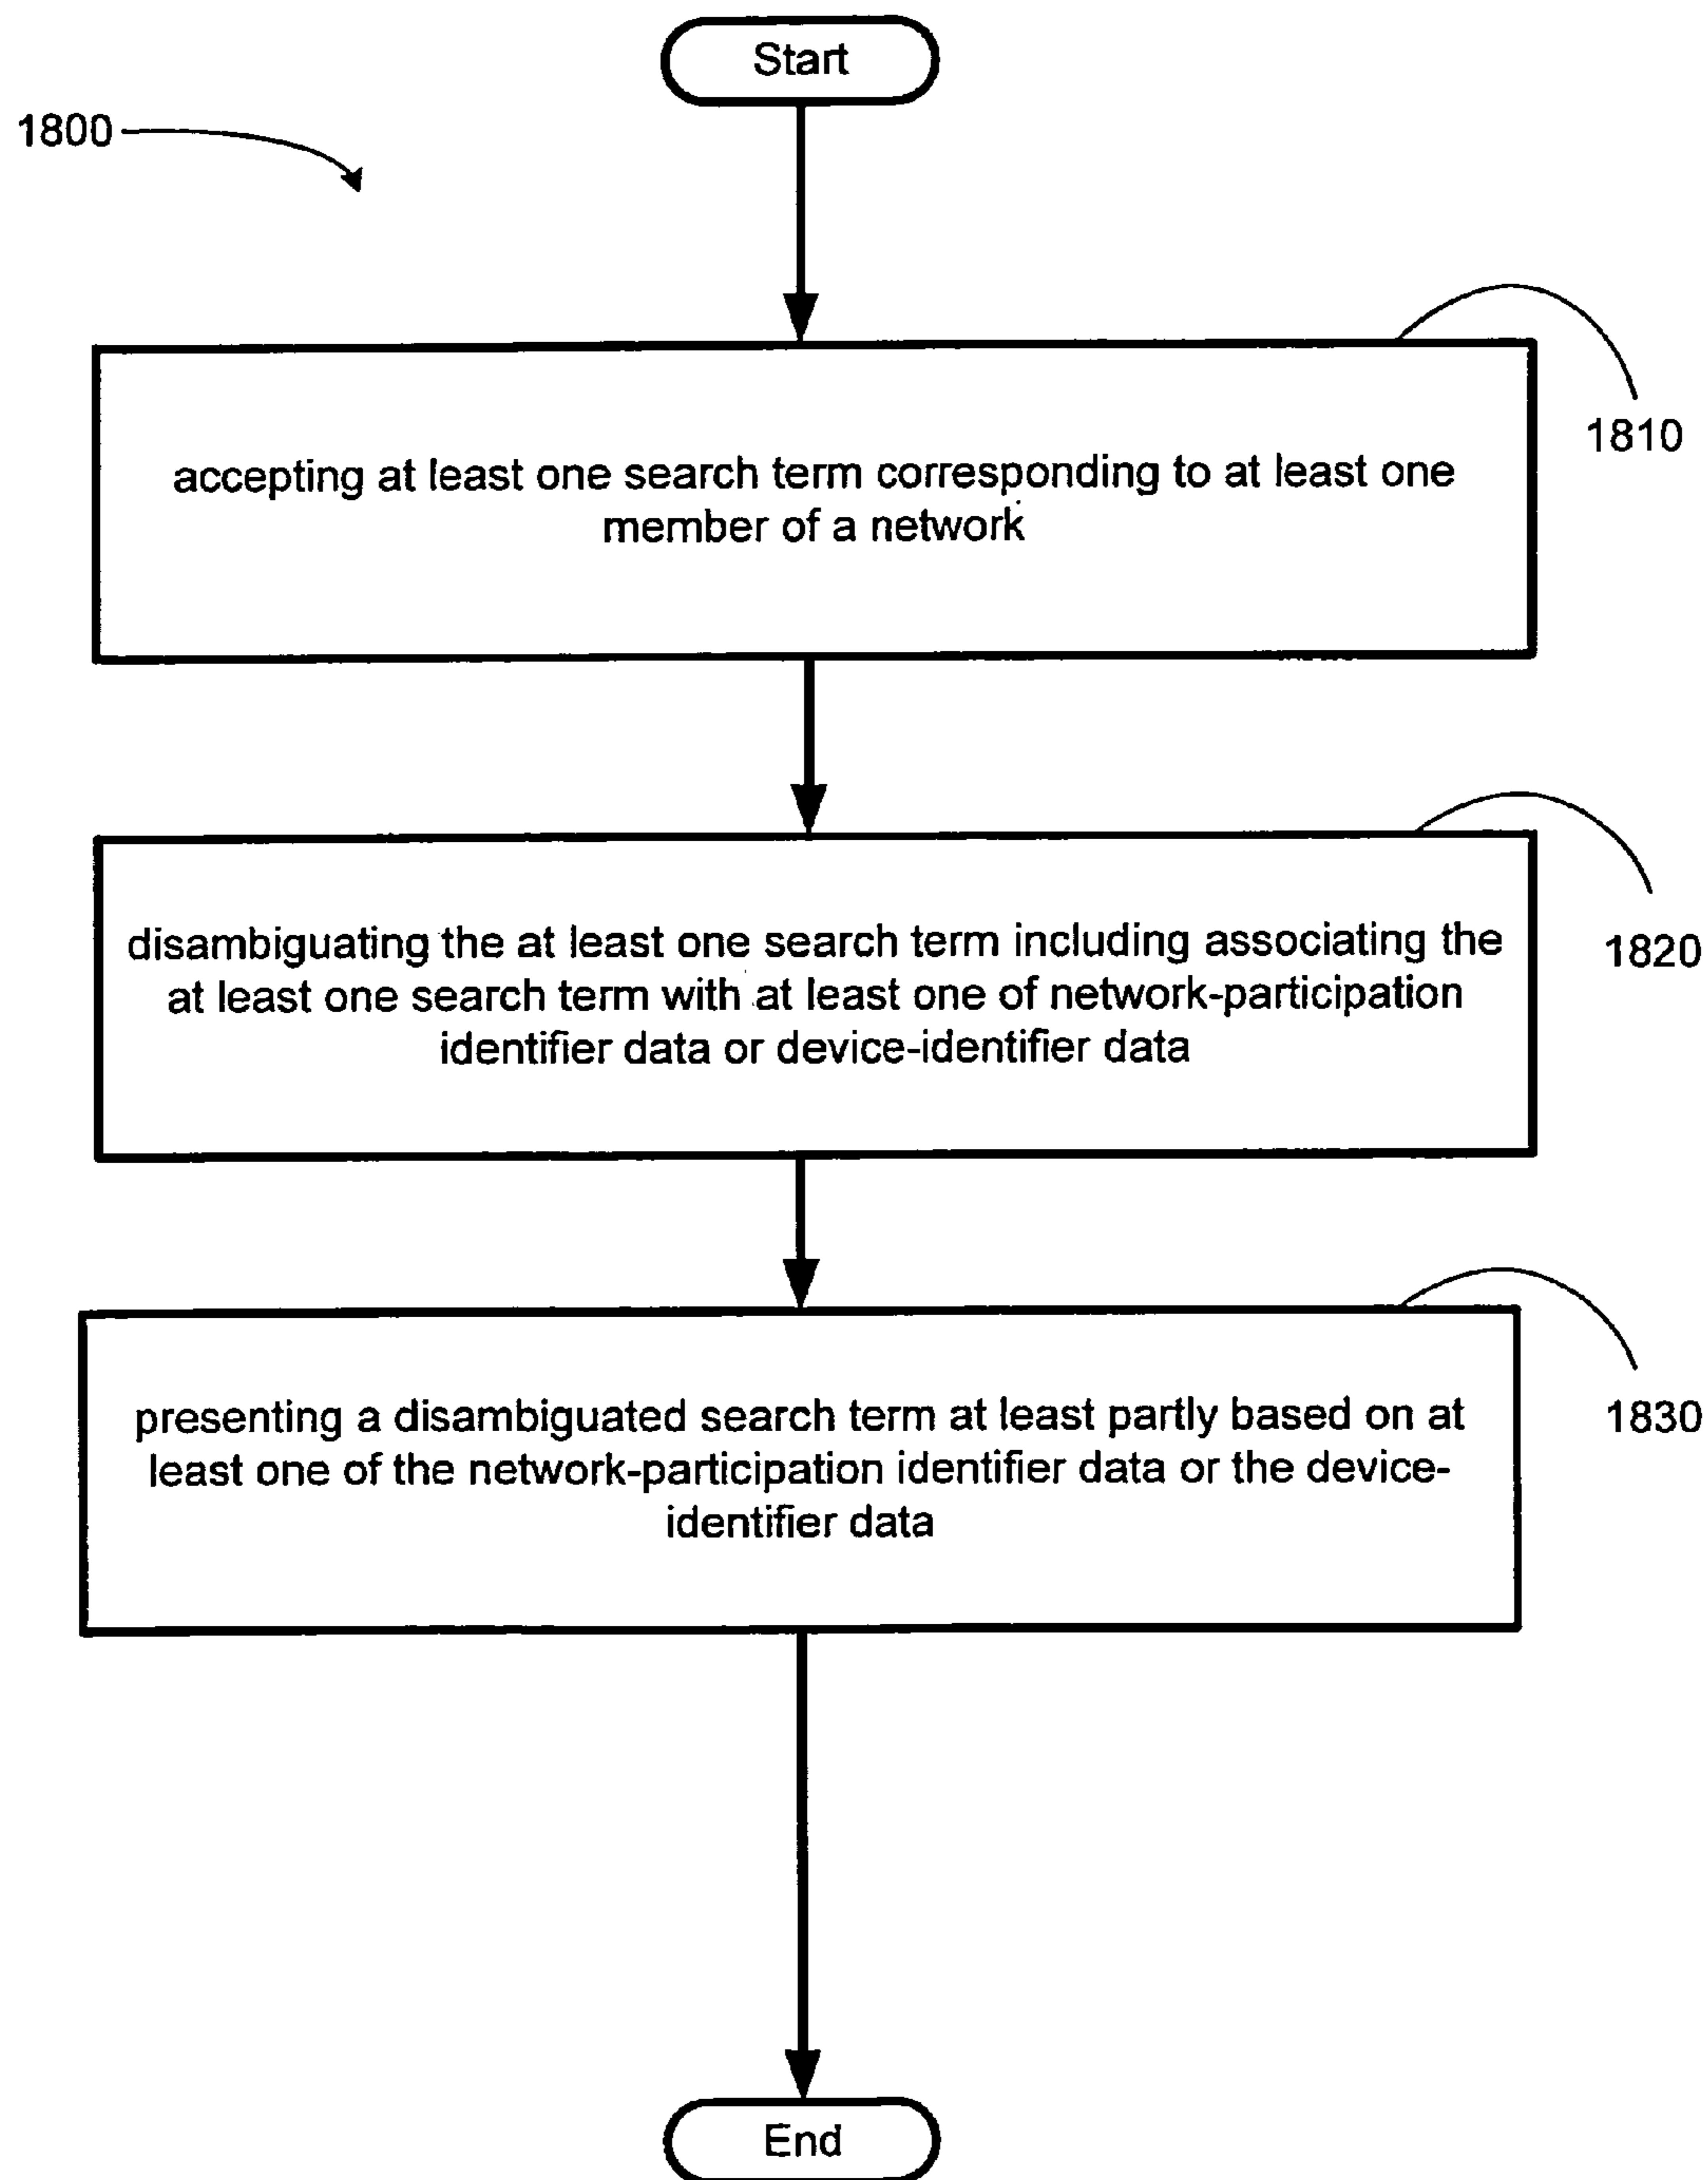 Start
1800
accepting at least one search term corresponding to at least one
member of a network
1810
disambiguating the at least one search term including associating the
at least one search term with at least one of network-participation
identifier data or device-identifier data
1820
presenting a disambiguated search term at least partly based on at
least one of the network-participation identifier data or the device-
identifier data
1830
End